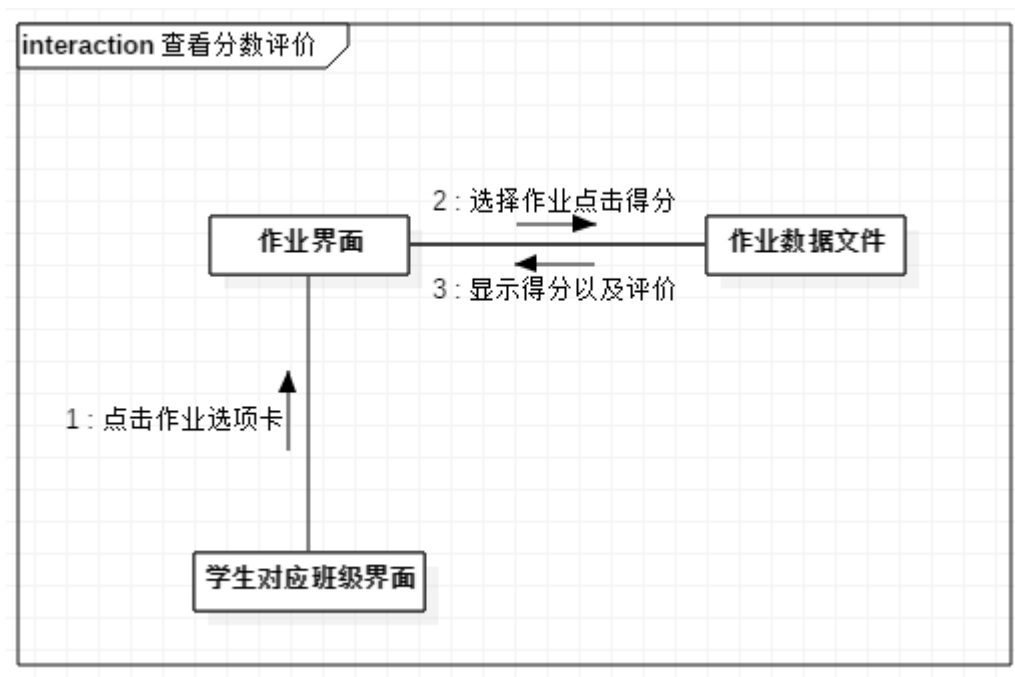 interaction 查看分数评价
2 : 选择作业点击得分
作业界面
作业数据文件
3 : 显示得分以及评价
1 : 点击作业选项卡
学生对应班级界面